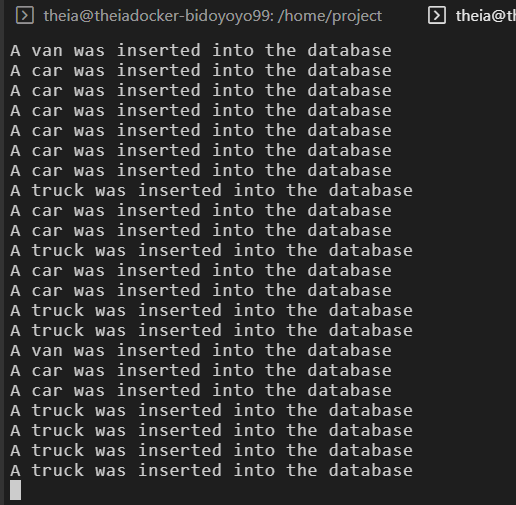 theia@theiadocker-bidoyoyo99: /home/project theia@th
A van was inserted into the database
A car was inserted into the database
A car was inserted into the database
A car was inserted into the database
A car was inserted into the database
A car was inserted into the database
A car was inserted into the database
A truck was inserted into the database
A car was inserted into the database
A car was inserted into the database
A truck was inserted into the database
A car was inserted into the database
A car was inserted into the database
A truck was inserted into the database
A truck was inserted into the database
A van was inserted into the database
A car was inserted into the database
A car was inserted into the database
A truck was inserted into the database
A truck was inserted into the database
A truck was inserted into the database
A truck was inserted into the database